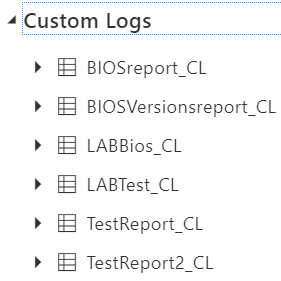 Custom Logs
BIOSreport_CL
BIOSVersionsreport_CL
LABBios_CL
LABTest_CL
TestReport_CL
TestReport2_CL